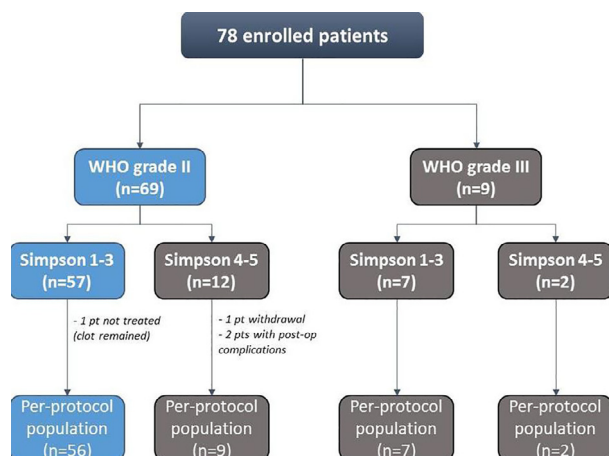 78 enrolled patients
WHO grade II
(n=69)
WHO grade III
(n=9)
Simpson 1-3
(n=57)
Simpson 4-5
(n=12)
Simpson 1-3
(n=7)
Simpson 4-5
(n=2)
- 1 pt not treated
(clot remained)
- 1 pt withdrawal
- 2 pts with post-op
complications
Per-protocol
population
(n=56)
Per-protocol
population
(n=9)
Per-protocol
population
(n=7)
Per-protocol
population
(n=2)